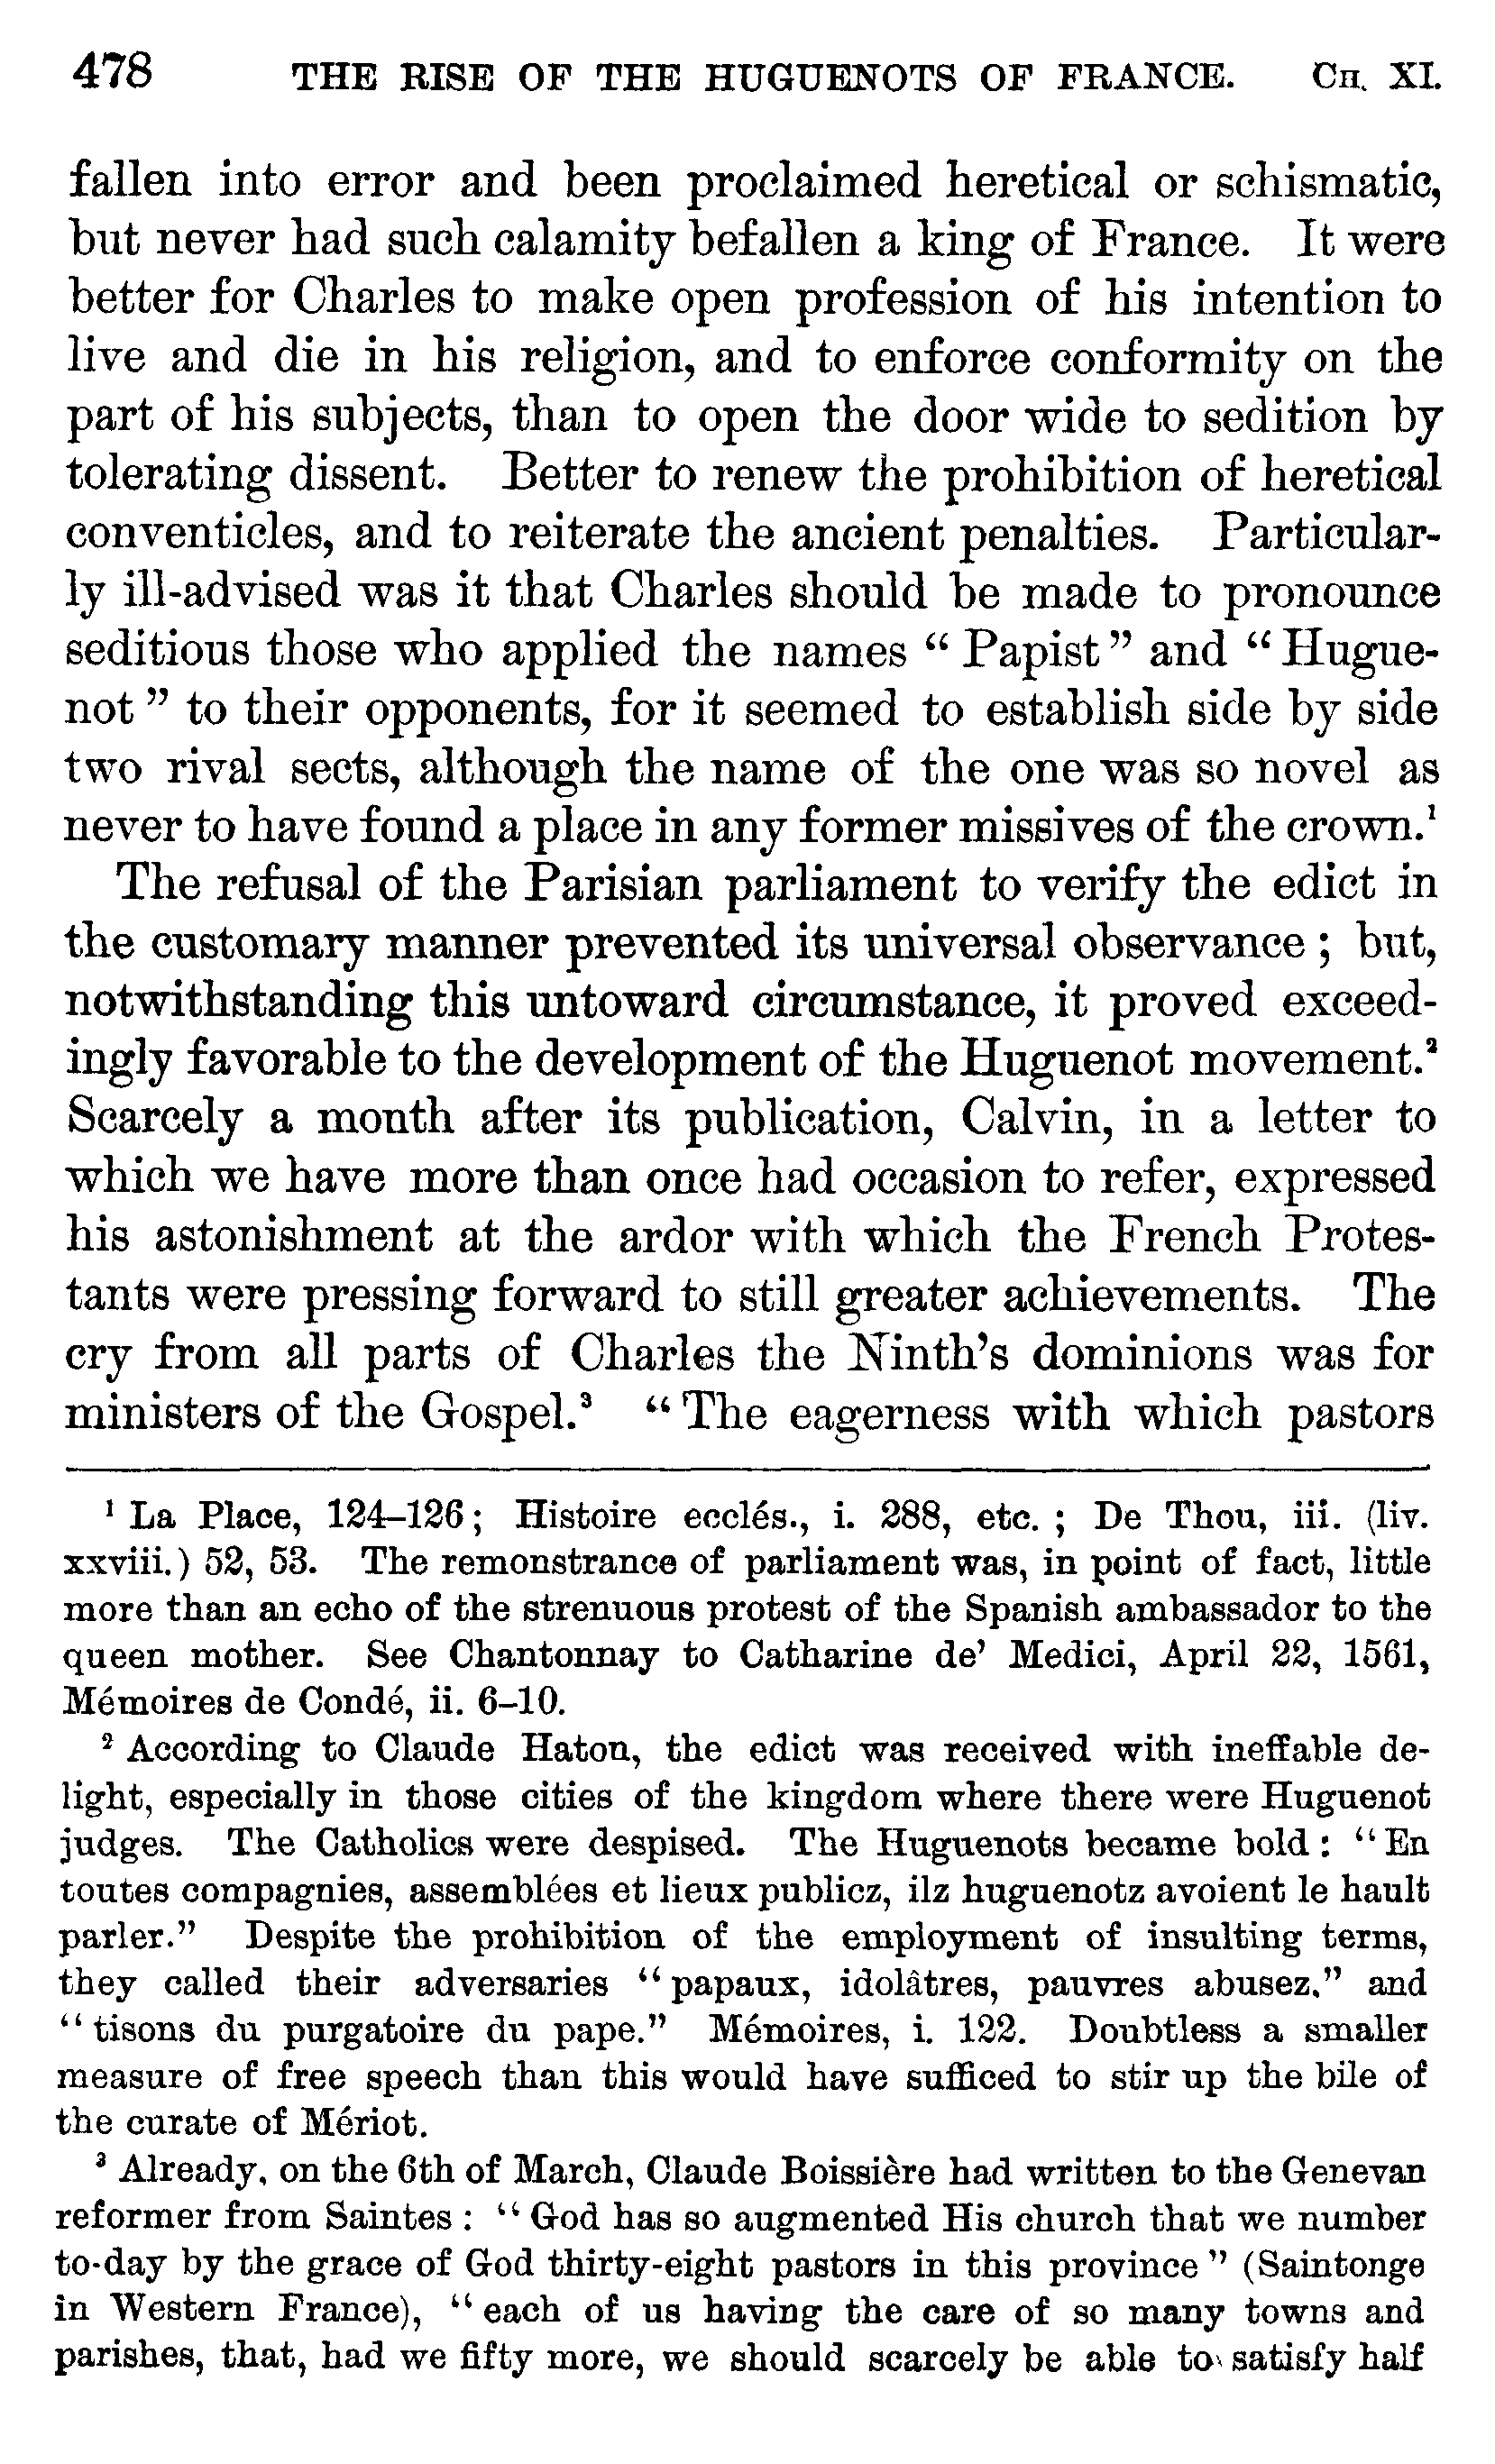 478 THE RISE OF THE HUGUENOTS OF FRANCE. CH. XI.
fallen into error and been proclaimed heretical or schismatic,
but never had such calamity befallen a king of France. It were
better for Charles to make open profession of his intention to
live and die in his religion, and to enforce conformity on the
part of his subjects, than to open the door wide to sedition by
tolerating dissent. Better to renew the prohibition of heretical
conventicles, and to reiterate the ancient penalties. Particular-
ly ill-advised was it that Charles should be made to pronounce
seditious those who applied the names “ Papist ” and “ Hugue-
not ” to their opponents, for it seemed to establish side by side
two rival sects, although the name of the one was so novel as
never to have found a place in any former missives of the crown.¹
The refusal of the Parisian parliament to verify the edict in
the customary manner prevented its universal observance ; but,
notwithstanding this untoward circumstance, it proved exceed-
ingly favorable to the development of the Huguenot movement.²
Scarcely a month after its publication, Calvin, in a letter to
which we have more than once had occasion to refer, expressed
his astonishment at the ardor with which the French Protes-
tants were pressing forward to still greater achievements. The
cry from all parts of Charles the Ninth’s dominions was for
ministers of the Gospel.³ “ The eagerness with which pastors
¹ La Place, 124–126 ; Histoire ecclés., i. 288, etc. ; De Thou, iii. (liv.
xxviii.) 52, 53. The remonstrance of parliament was, in point of fact, little
more than an echo of the strenuous protest of the Spanish ambassador to the
queen mother. See Chantonnay to Catharine de’ Medici, April 22, 1561,
Mémoires de Condé, ii. 6–10.
² According to Claude Haton, the edict was received with ineffable de-
light, especially in those cities of the kingdom where there were Huguenot
judges. The Catholics were despised. The Huguenots became bold : “ En
toutes compagnies, assemblées et lieux publicz, ilz huguenotz avoient le hault
parler.” Despite the prohibition of the employment of insulting terms,
they called their adversaries “ papaux, idolâtres, pauvres abusez,” and
“ tisons du purgatoire du pape.” Mémoires, i. 122. Doubtless a smaller
measure of free speech than this would have sufficed to stir up the bile of
the curate of Mériot.
³ Already, on the 6th of March, Claude Boissière had written to the Genevan
reformer from Saintes : “ God has so augmented His church that we number
to-day by the grace of God thirty-eight pastors in this province ” (Saintonge
in Western France), “ each of us having the care of so many towns and
parishes, that, had we fifty more, we should scarcely be able to satisfy half